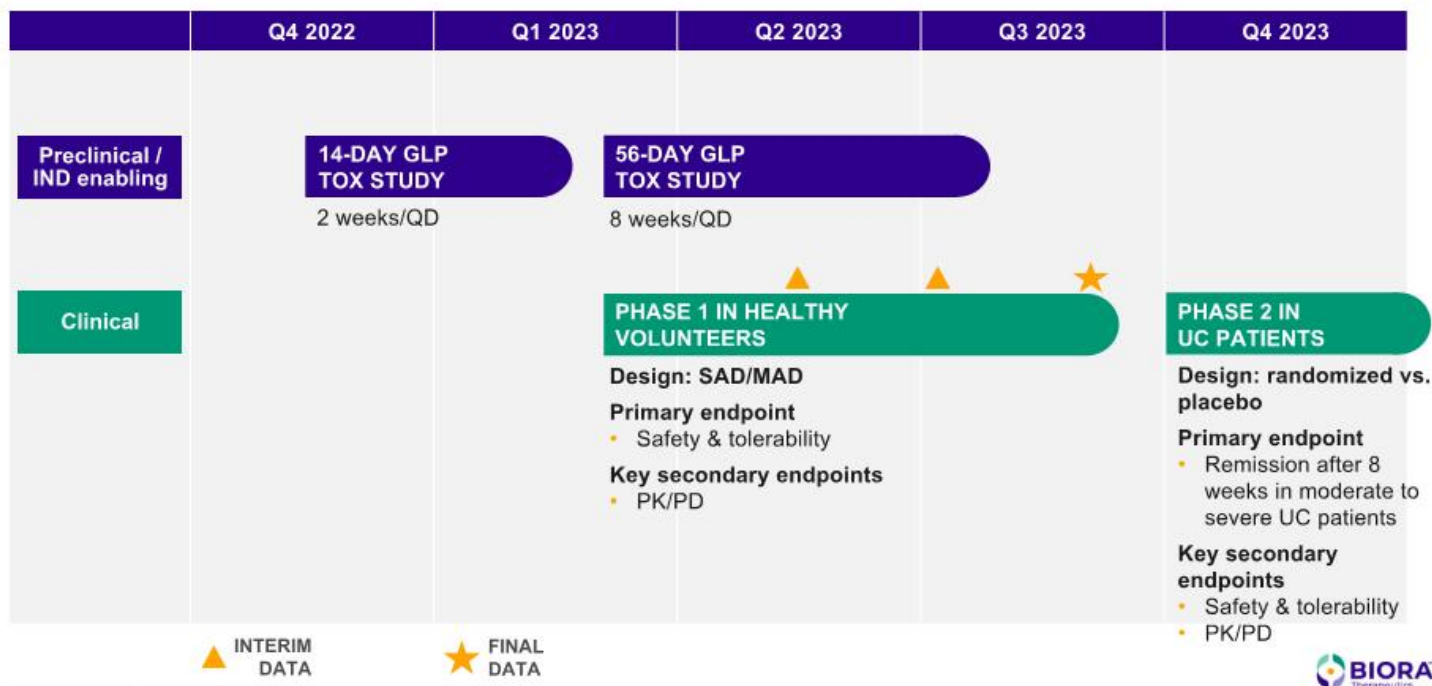 Q4 2022
Q1 2023
Q2 2023
Q3 2023
Q4 2023
Preclinical /
IND enabling
14-DAY GLP
TOX STUDY
2 weeks/QD
56-DAY GLP
TOX STUDY
8 weeks/QD
Clinical
PHASE 1 IN HEALTHY
VOLUNTEERS
Design: SAD/MAD
Primary endpoint
• Safety & tolerability
Key secondary endpoints
• PK/PD
PHASE 2 IN
UC PATIENTS
Design: randomized vs.
placebo
Primary endpoint
• Remission after 8
weeks in moderate to
severe UC patients
Key secondary
endpoints
• Safety & tolerability
• PK/PD
INTERIM
DATA
FINAL
DATA
BIORA
Therapeutics